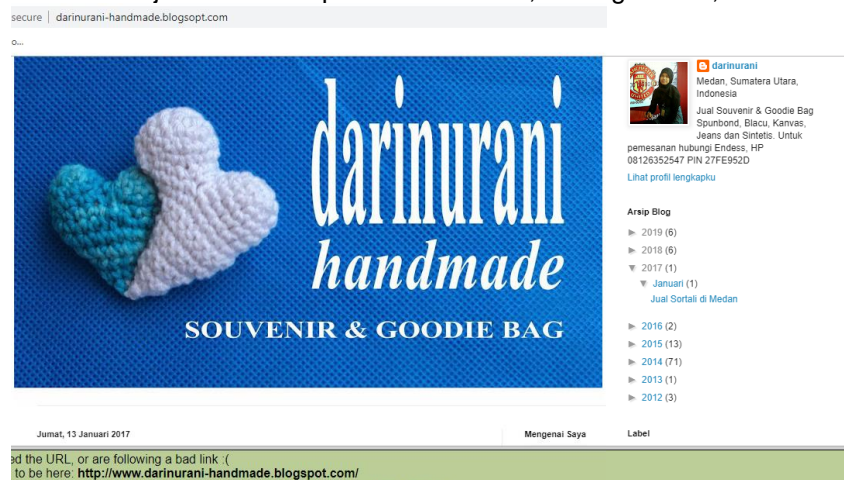 secure | darinurani-handmade.blogsopt.com
o...
darinurani
handmade
SOUVENIR & GOODIE BAG
Jumat, 13 Januari 2017
Mengenai Saya
darinurani
Medan, Sumatera Utara,
Indonesia
Jual Souvenir & Goodie Bag
Spunbond, Blacu, Kanvas,
Jeans dan Sintetis. Untuk
pemesanan hubungi Endess, HP
08126352547 PIN 27FE952D
Lihat profil lengkapku
Arsip Blog
► 2019 (6)
► 2018 (6)
▼ 2017 (1)
▼ Januari (1)
Jual Sortali di Medan
► 2016 (2)
► 2015 (13)
► 2014 (71)
► 2013 (1)
► 2012 (3)
Label
ed the URL, or are following a bad link :(
to be here: http://www.darinurani-handmade.blogspot.com/